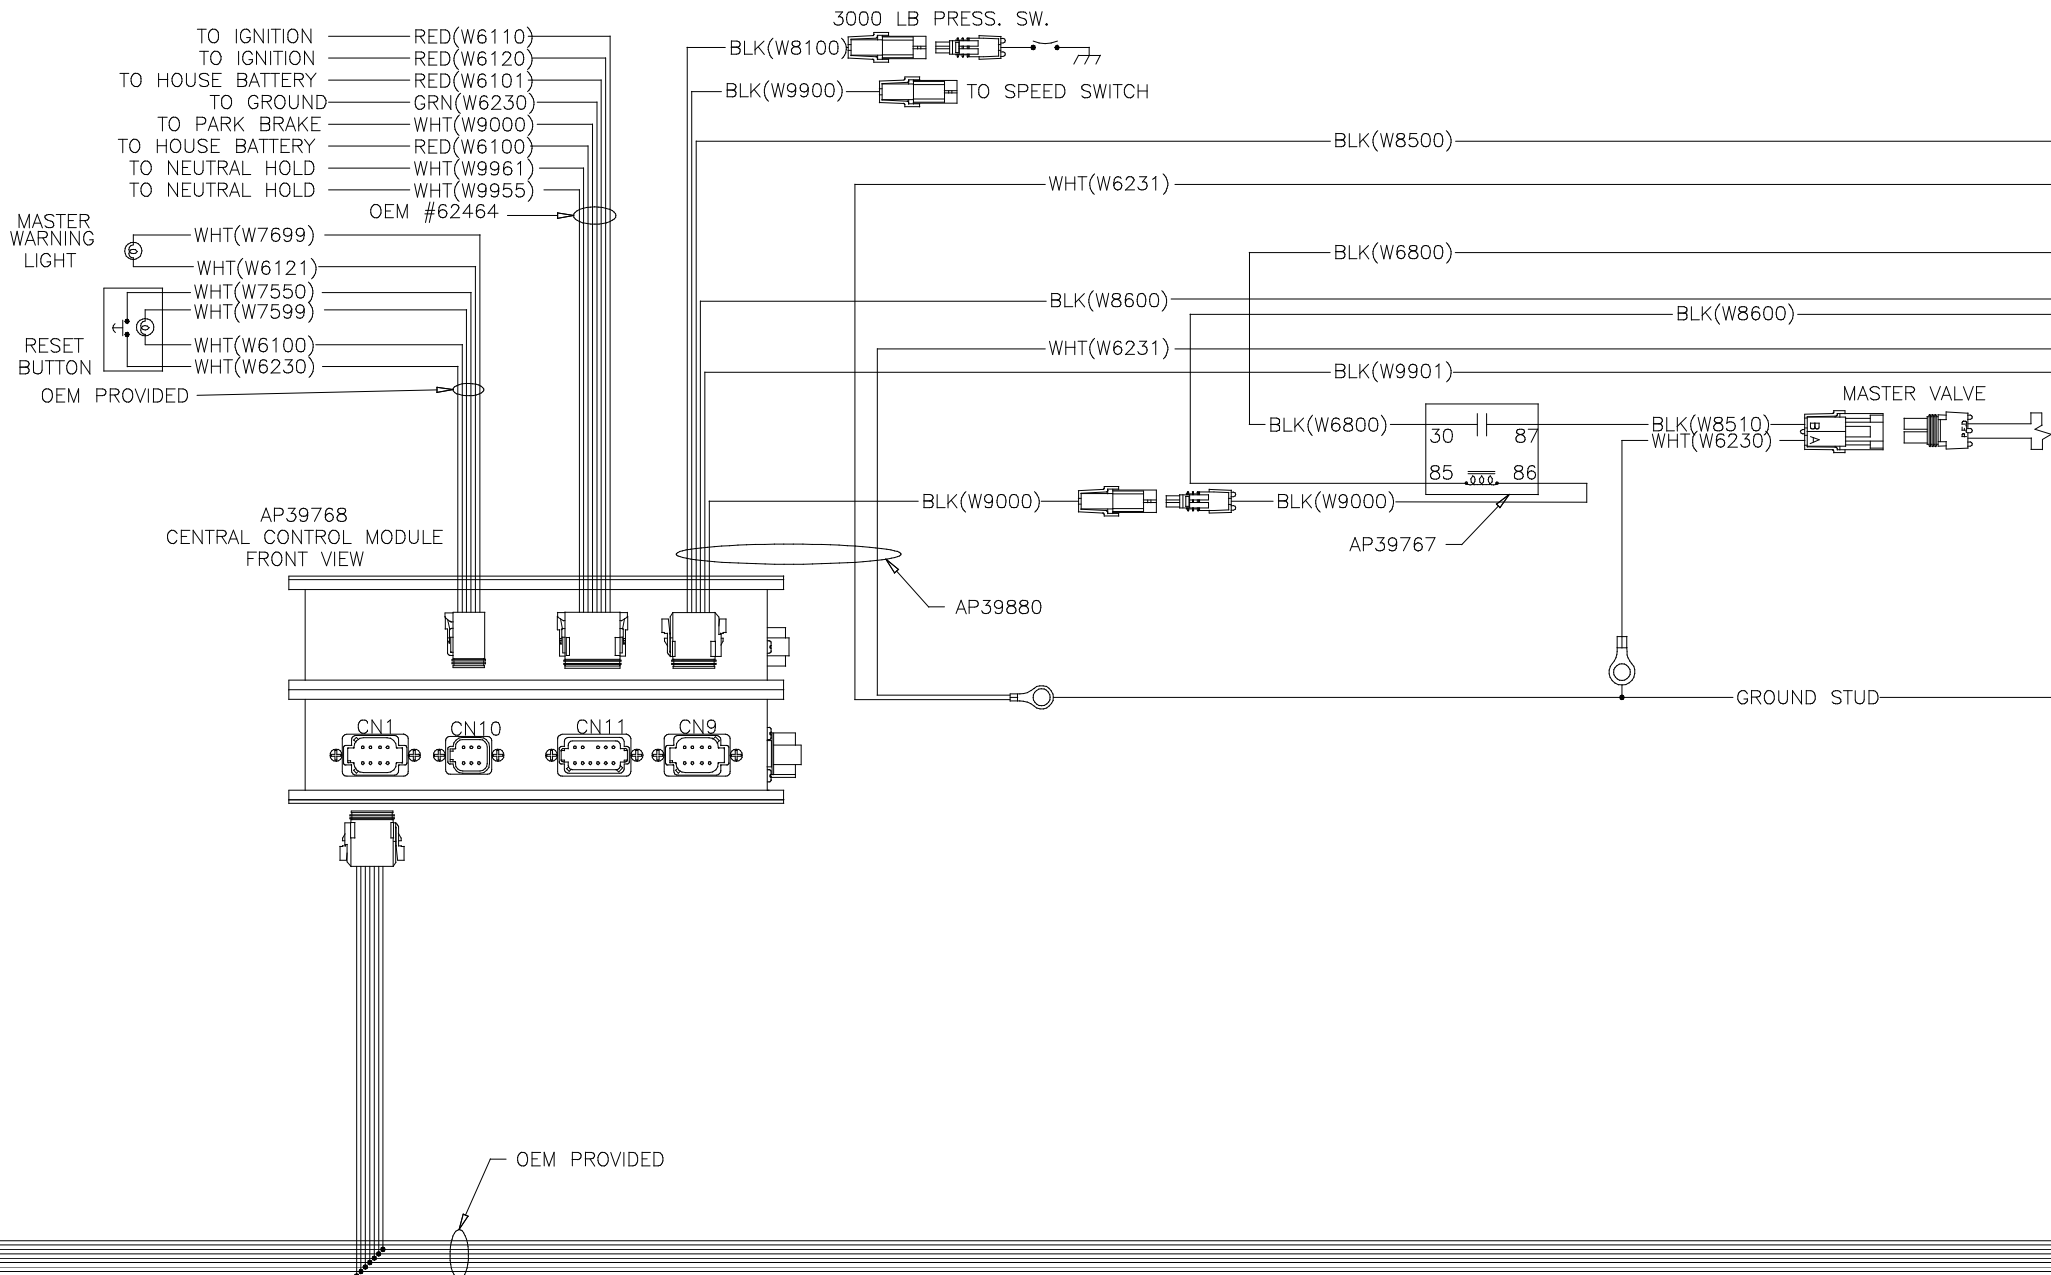 3000 LB PRESS. SW.
TO IGNITION RED(W6110)
TO IGNITION RED(W6120)
TO HOUSE BATTERY RED(W6101)
TO GROUND GRN(W6230)
TO PARK BRAKE WHT(W9000)
TO HOUSE BATTERY RED(W6100)
TO NEUTRAL HOLD WHT(W9961)
TO NEUTRAL HOLD WHT(W9955)
OEM #62464
BLK(W8100)
BLK(W9900) TO SPEED SWITCH
BLK(W8500)
WHT(W6231)
MASTER
WARNING
LIGHT
WHT(W7699)
WHT(W6121)
WHT(W7550)
WHT(W7599)
RESET
BUTTON
WHT(W6100)
WHT(W6230)
OEM PROVIDED
BLK(W6800)
BLK(W8600)
BLK(W8600)
WHT(W6231)
BLK(W9901)
MASTER VALVE
BLK(W6800)
30 87
85 86
BLK(W8510)
WHT(W6230)
B
A
BLK(W9000) BLK(W9000)
AP39767
AP39768
CENTRAL CONTROL MODULE
FRONT VIEW
AP39880
GROUND STUD
CN1 CN10 CN11 CN9
OEM PROVIDED